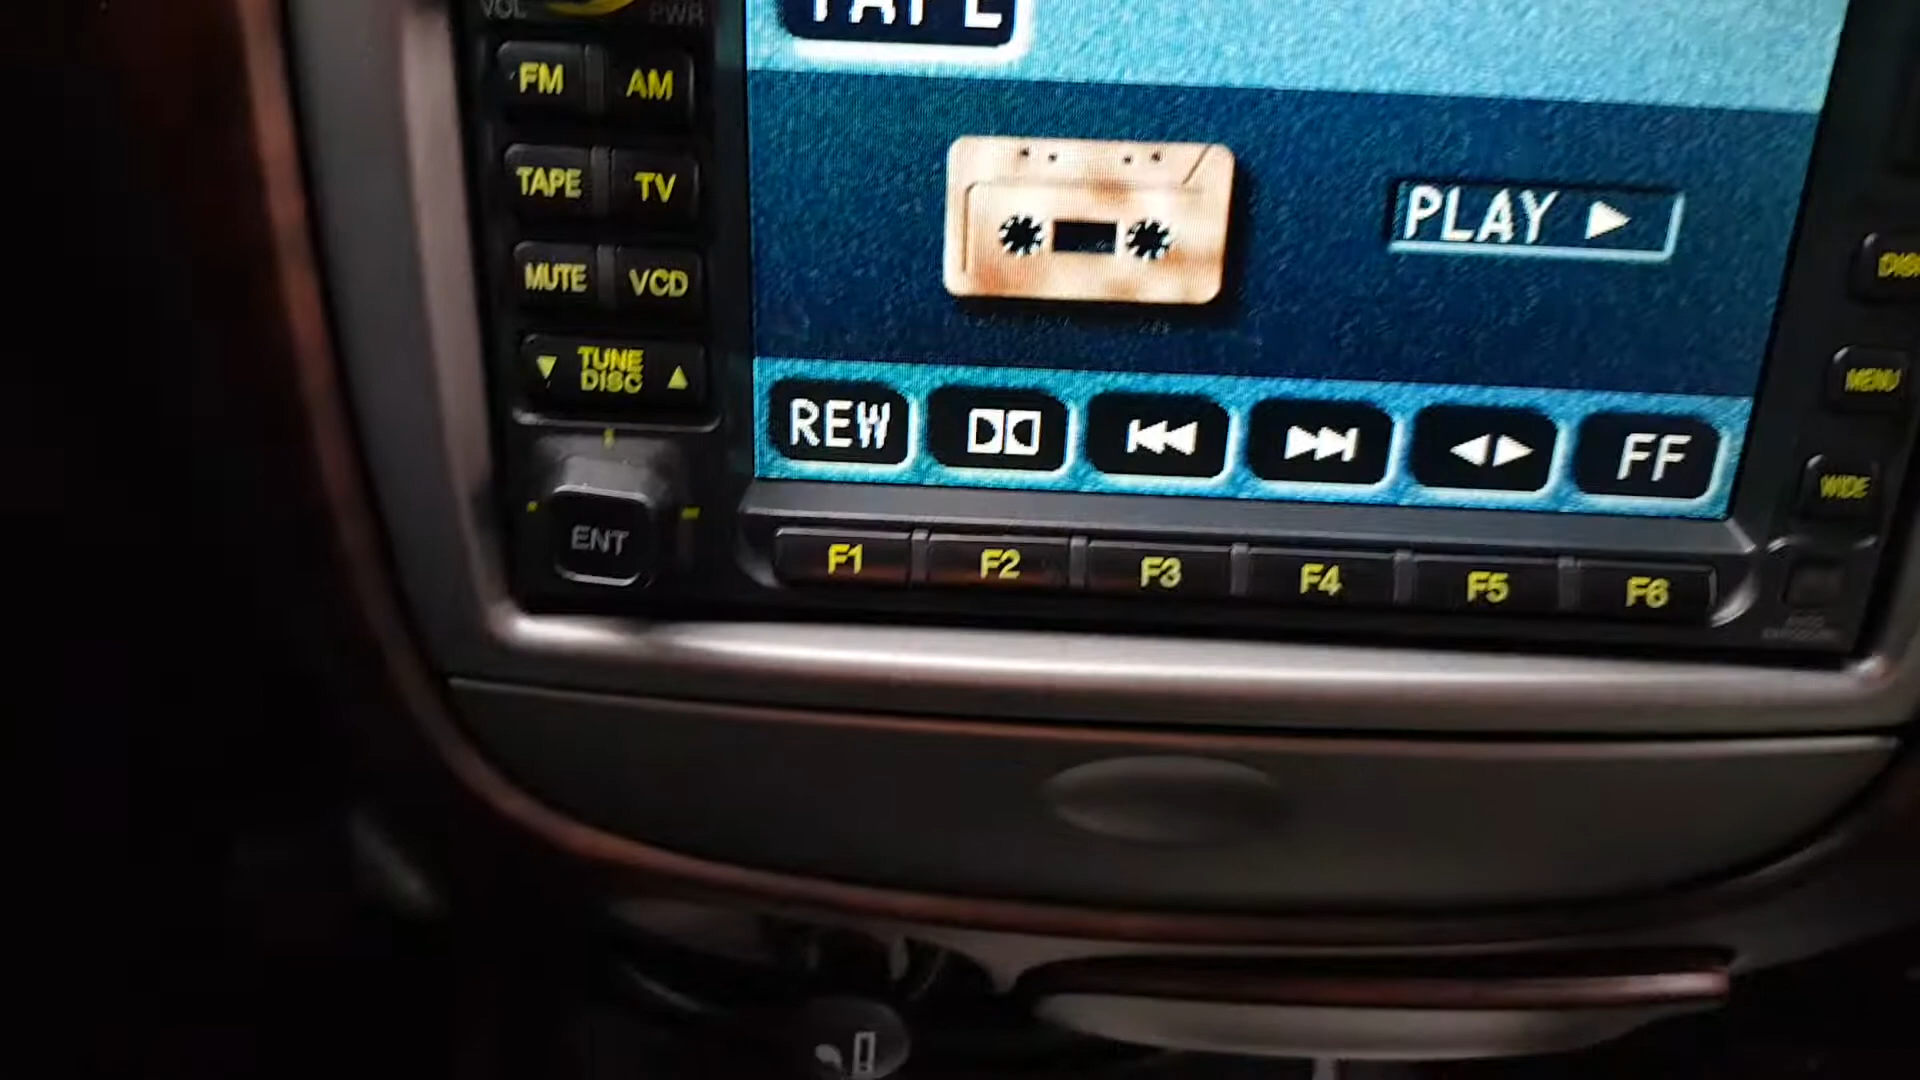 VOL PWR
TAPE
FM AM
TAPE TV
MUTE VCD
TUNE
DISC
ENT
PLAY
REW
FF
F1 F2 F3 F4 F5 F6
MENU
WIDE